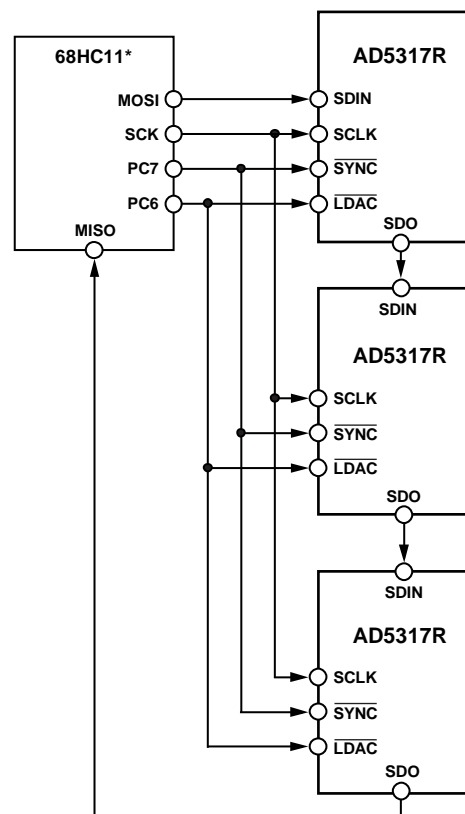 68HC11*
MOSI
SCK
PC7
PC6
MISO
AD5317R
SDIN
SCLK
SYNC
LDAC
SDO
SDIN
AD5317R
SCLK
SYNC
LDAC
SDO
SDIN
AD5317R
SCLK
SYNC
LDAC
SDO